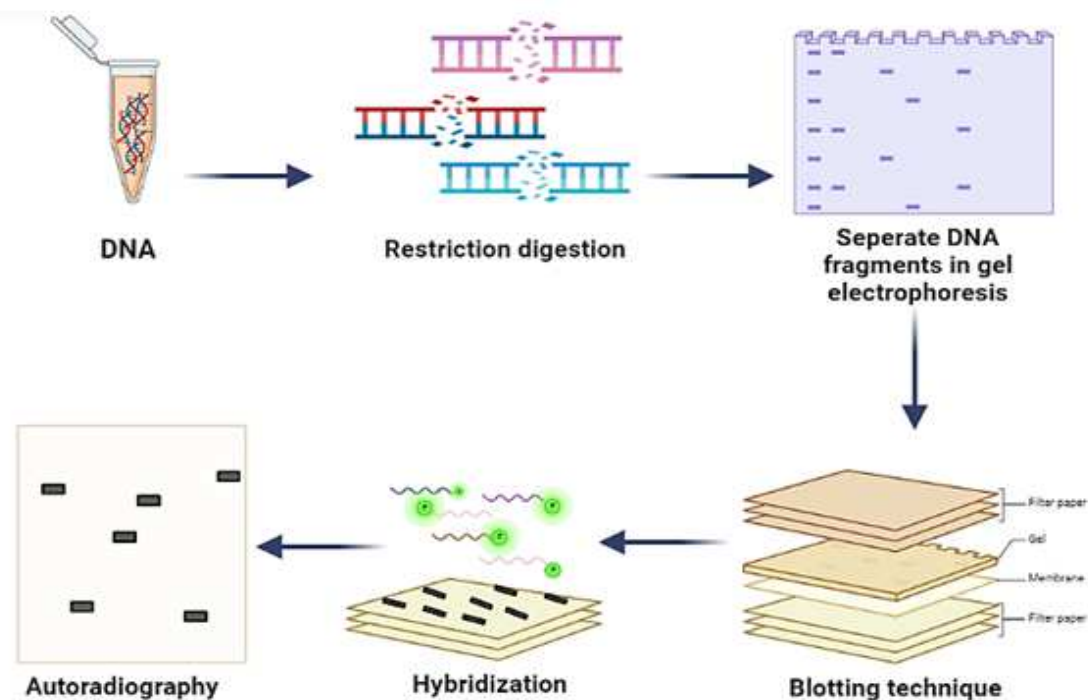 DNA
Restriction digestion
Seperate DNA
fragments in gel
electrophoresis
Filter paper
Gel
Membrane
Filter paper
Blotting technique
Hybridization
Autoradiography